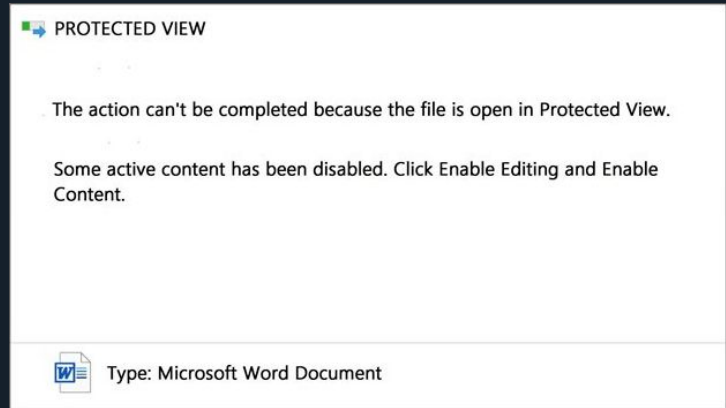 PROTECTED VIEW
The action can't be completed because the file is open in Protected View.
Some active content has been disabled. Click Enable Editing and Enable
Content.
W
Type: Microsoft Word Document